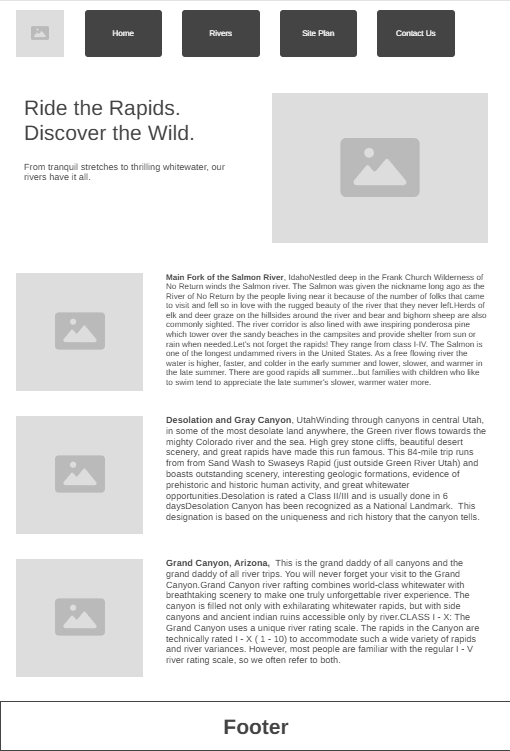 Home Rivers Site Plan Contact Us
Ride the Rapids.
Discover the Wild.
From tranquil stretches to thrilling whitewater, our
rivers have it all.
Main Fork of the Salmon River, IdahoNestled deep in the Frank Church Wilderness of
No Return winds the Salmon river. The Salmon was given the nickname long ago as the
River of No Return by the people living near it because of the number of folks that came
to visit and fell so in love with the rugged beauty of the river that they never left.Herds of
elk and deer graze on the hillsides around the river and bear and bighorn sheep are also
commonly sighted. The river corridor is also lined with awe inspiring ponderosa pine
which tower over the sandy beaches in the campsites and provide shelter from sun or
rain when needed.Let's not forget the rapids! They range from class I-IV. The Salmon is
one of the longest undammed rivers in the United States. As a free flowing river the
water is higher, faster, and colder in the early summer and lower, slower, and warmer in
the late summer. There are good rapids all summer...but families with children who like
to swim tend to appreciate the late summer's slower, warmer water more.
Desolation and Gray Canyon, UtahWinding through canyons in central Utah,
in some of the most desolate land anywhere, the Green river flows towards the
mighty Colorado river and the sea. High grey stone cliffs, beautiful desert
scenery, and great rapids have made this run famous. This 84-mile trip runs
from from Sand Wash to Swaseys Rapid (just outside Green River Utah) and
boasts outstanding scenery, interesting geologic formations, evidence of
prehistoric and historic human activity, and great whitewater
opportunities.Desolation is rated a Class II/III and is usually done in 6
daysDesolation Canyon has been recognized as a National Landmark. This
designation is based on the uniqueness and rich history that the canyon tells.
Grand Canyon, Arizona, This is the grand daddy of all canyons and the
grand daddy of all river trips. You will never forget your visit to the Grand
Canyon.Grand Canyon river rafting combines world-class whitewater with
breathtaking scenery to make one truly unforgettable river experience. The
canyon is filled not only with exhilarating whitewater rapids, but with side
canyons and ancient indian ruins accessible only by river.CLASS I - X: The
Grand Canyon uses a unique river rating scale. The rapids in the Canyon are
technically rated I - X ( 1 - 10) to accommodate such a wide variety of rapids
and river variances. However, most people are familiar with the regular I - V
river rating scale, so we often refer to both.
Footer